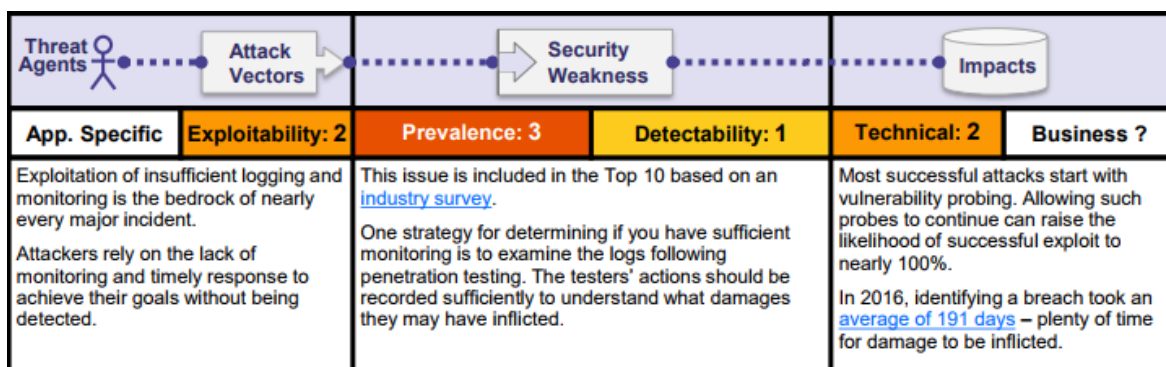 Threat
Agents
Attack
Vectors
Security
Weakness
Impacts
App. Specific
Exploitability: 2
Prevalence: 3
Detectability: 1
Technical: 2
Business ?
Exploitation of insufficient logging and
monitoring is the bedrock of nearly
every major incident.
Attackers rely on the lack of
monitoring and timely response to
achieve their goals without being
detected.
This issue is included in the Top 10 based on an
industry survey.
One strategy for determining if you have sufficient
monitoring is to examine the logs following
penetration testing. The testers' actions should be
recorded sufficiently to understand what damages
they may have inflicted.
Most successful attacks start with
vulnerability probing. Allowing such
probes to continue can raise the
likelihood of successful exploit to
nearly 100%.
In 2016, identifying a breach took an
average of 191 days – plenty of time
for damage to be inflicted.